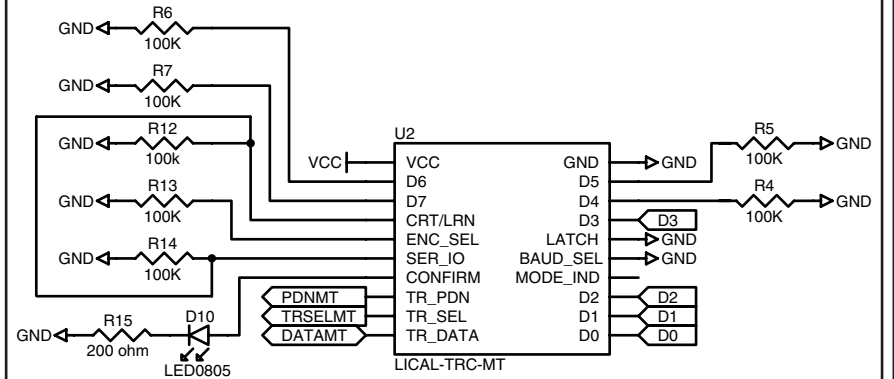 R6
GND
100K
R7
GND
100K
R12
GND
100k
R13
GND
100K
R14
GND
100K
R15
GND
200 ohm
D10
LED0805
U2
VCC
VCC GND
GND
D6 D5
D7 D4
CRT/LRN D3
D3
ENC_SEL LATCH
GND
SER_IO BAUD_SEL
GND
CONFIRM MODE_IND
PDNMT
TR_PDN D2
D2
TRSELMT
TR_SEL D1
D1
DATAMT
TR_DATA D0
D0
LICAL-TRC-MT
R5
GND
100K
R4
GND
100K